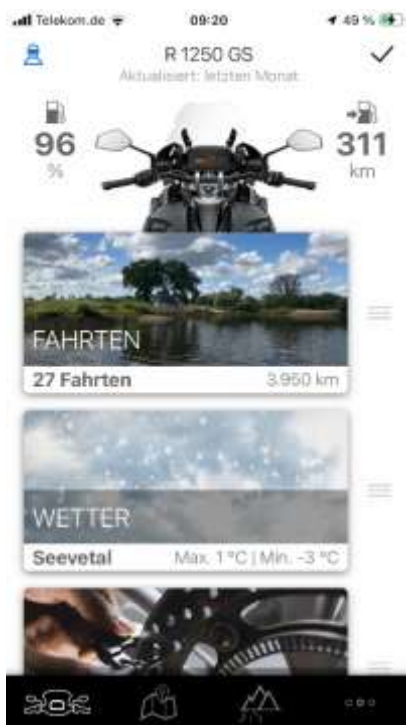 Telekom.de 09:20 49 %
R 1250 GS
Aktualisiert: letzten Monat
96 311
% km
FAHRTEN
27 Fahrten 3.950 km
WETTER
Seevetal Max. 1 °C | Min. -3 °C